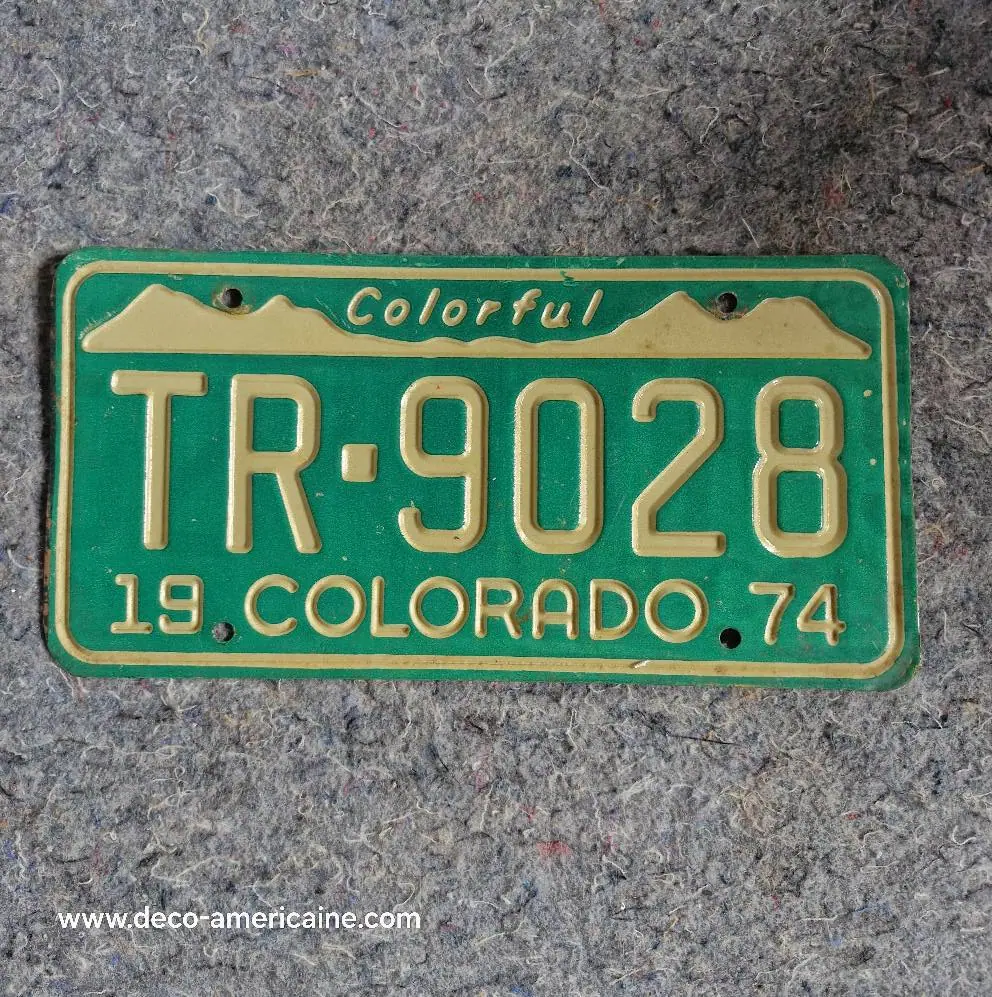 Colorful
TR·9028
19 COLORADO 74
www.deco-americaine.com